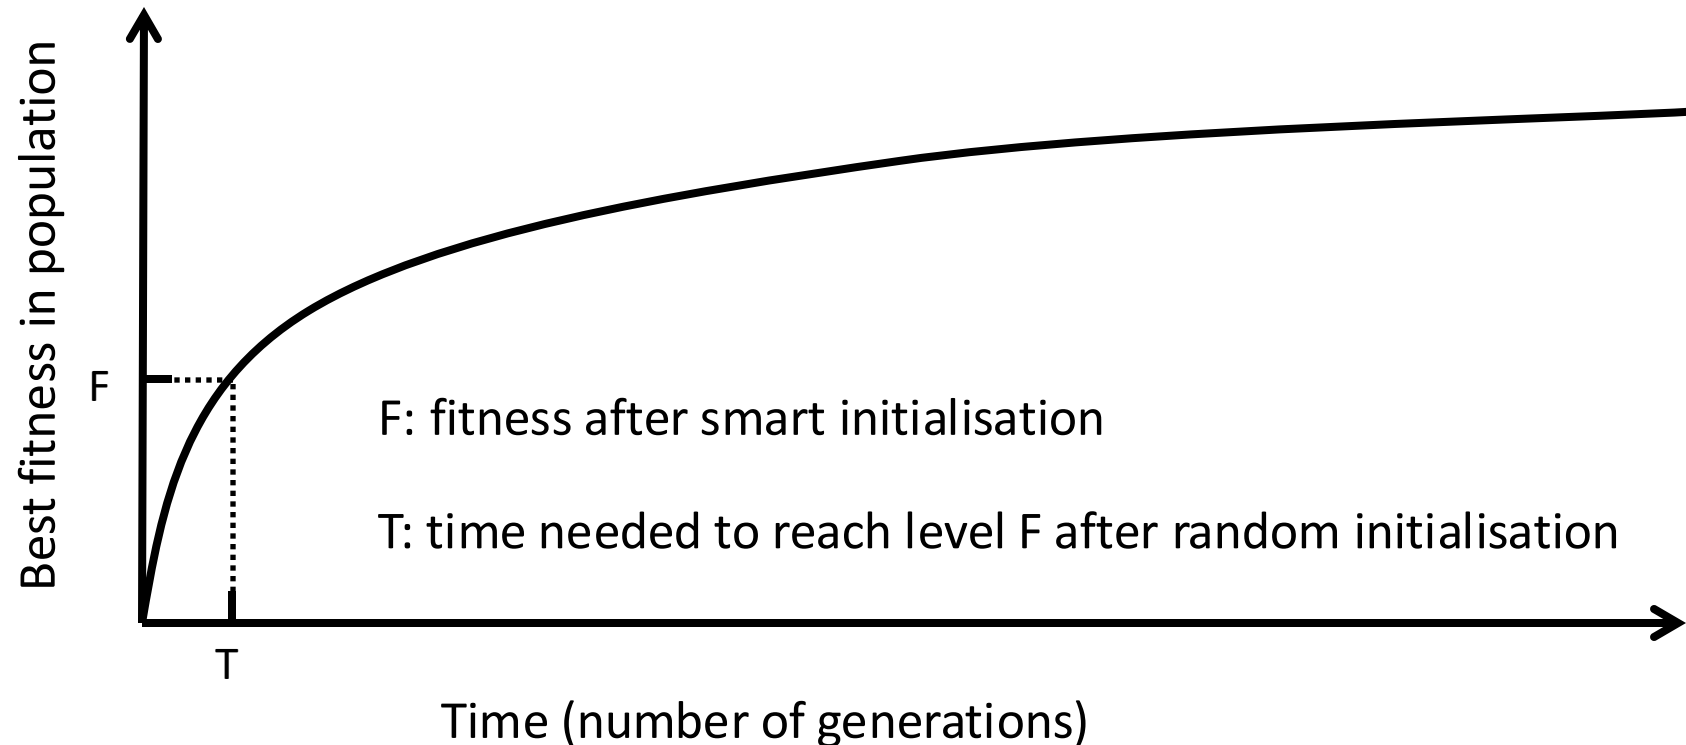 Best fitness in population
F
F: fitness after smart initialisation
T: time needed to reach level F after random initialisation
T
Time (number of generations)